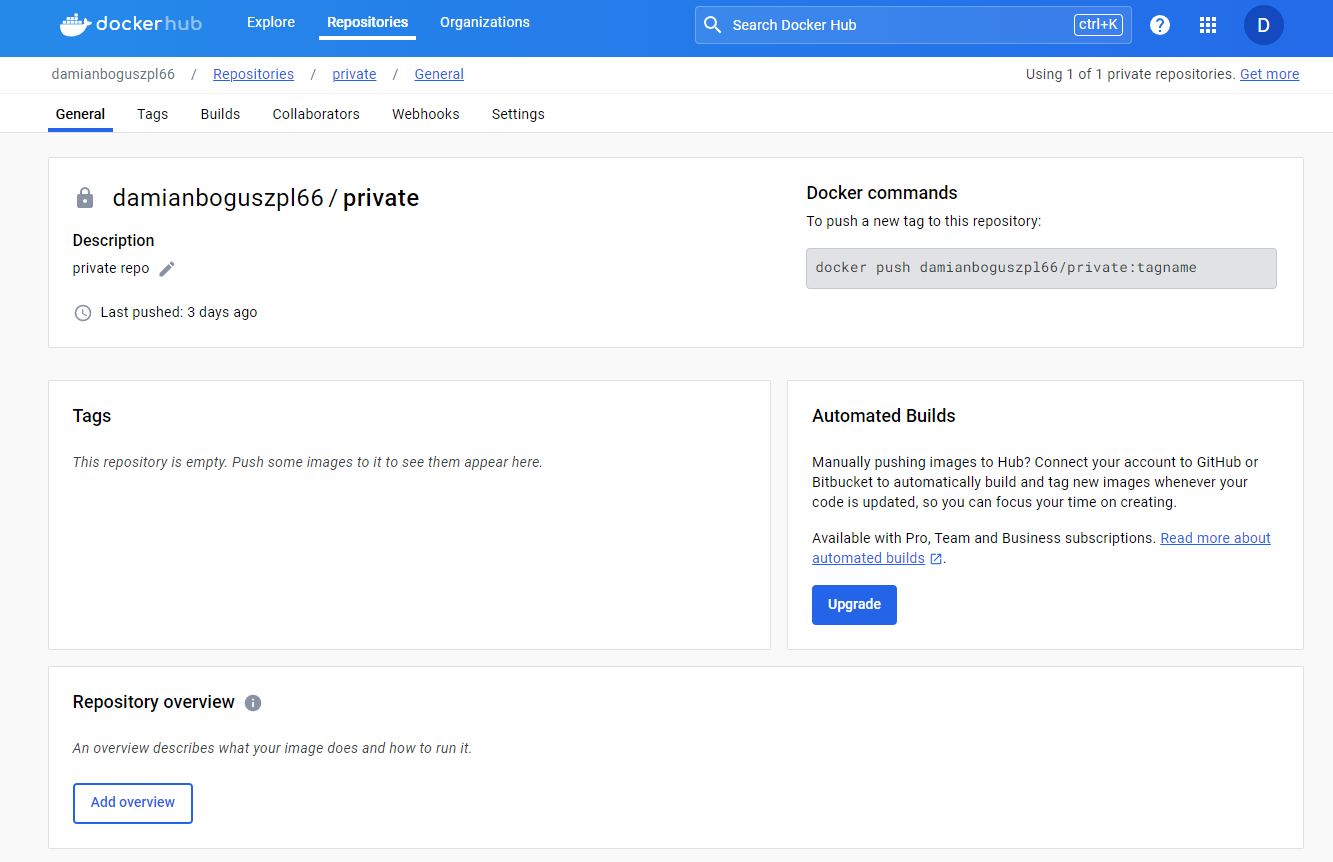 dockerhub
Explore
Repositories
Organizations
Search Docker Hub
ctrl+K
?
D
damianboguszpl66 / Repositories / private / General
Using 1 of 1 private repositories. Get more
General
Tags
Builds
Collaborators
Webhooks
Settings
damianboguszpl66 / private
Description
private repo
Last pushed: 3 days ago
Docker commands
To push a new tag to this repository:
docker push damianboguszpl66/private:tagname
Tags
This repository is empty. Push some images to it to see them appear here.
Automated Builds
Manually pushing images to Hub? Connect your account to GitHub or
Bitbucket to automatically build and tag new images whenever your
code is updated, so you can focus your time on creating.
Available with Pro, Team and Business subscriptions. Read more about
automated builds .
Upgrade
Repository overview
An overview describes what your image does and how to run it.
Add overview